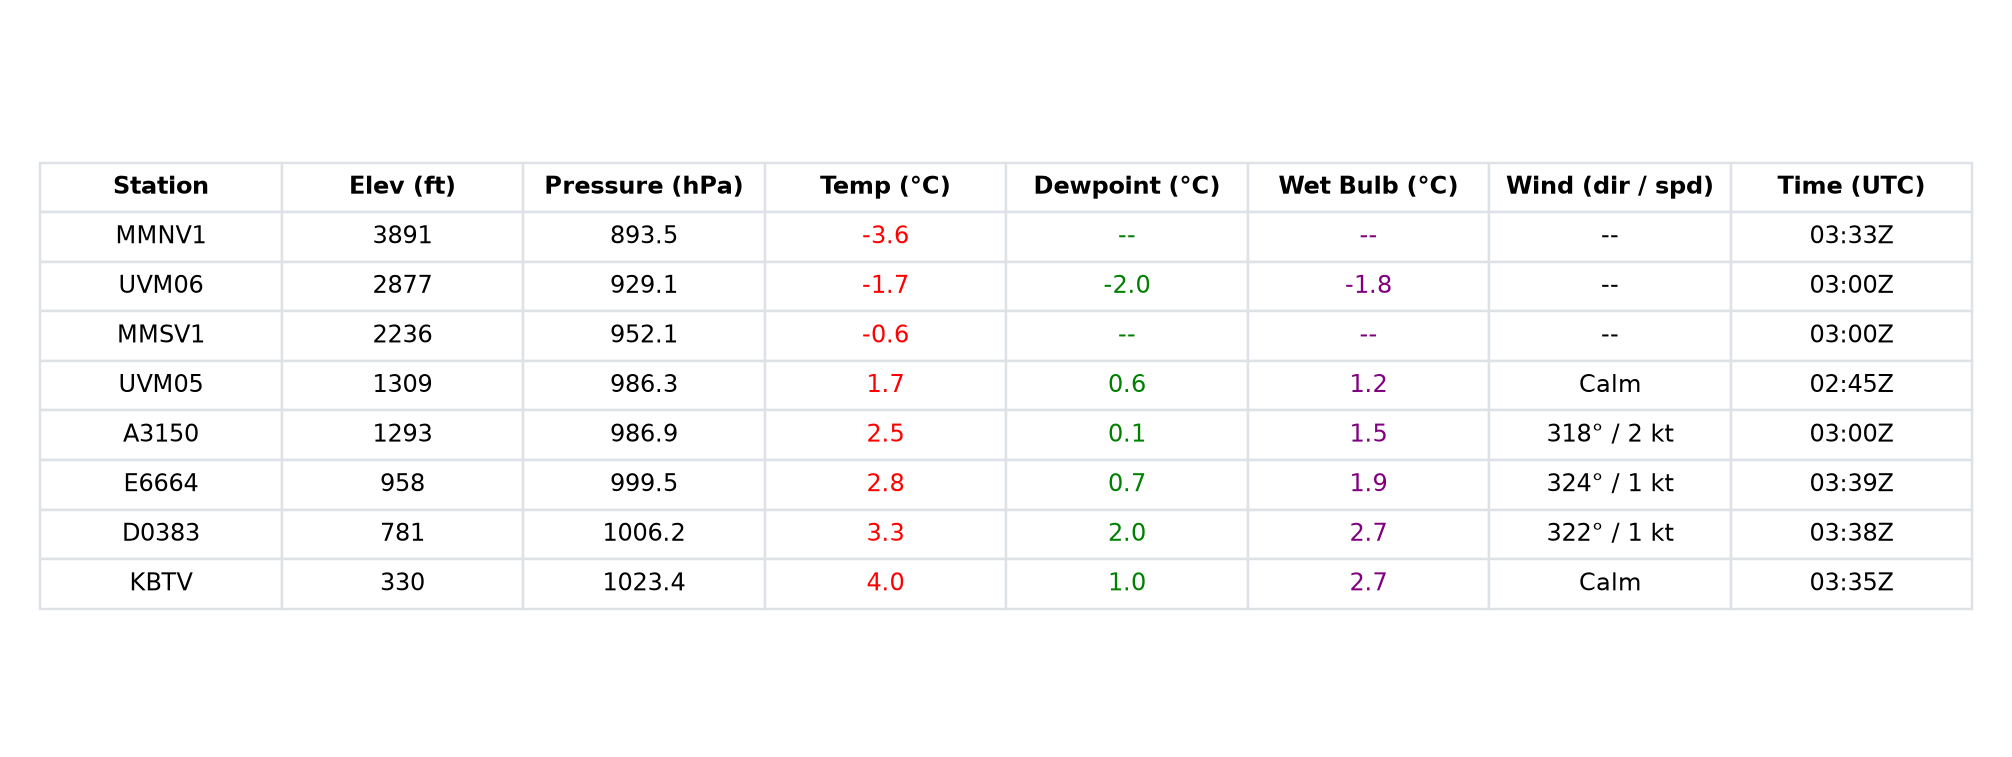 Station Elev (ft) Pressure (hPa) Temp (°C) Dewpoint (°C) Wet Bulb (°C) Wind (dir / spd) Time (UTC)
MMNV1 3891 893.5 -3.6 -- -- -- 03:33Z
UVM06 2877 929.1 -1.7 -2.0 -1.8 -- 03:00Z
MMSV1 2236 952.1 -0.6 -- -- -- 03:00Z
UVM05 1309 986.3 1.7 0.6 1.2 Calm 02:45Z
A3150 1293 986.9 2.5 0.1 1.5 318° / 2 kt 03:00Z
E6664 958 999.5 2.8 0.7 1.9 324° / 1 kt 03:39Z
D0383 781 1006.2 3.3 2.0 2.7 322° / 1 kt 03:38Z
KBTV 330 1023.4 4.0 1.0 2.7 Calm 03:35Z